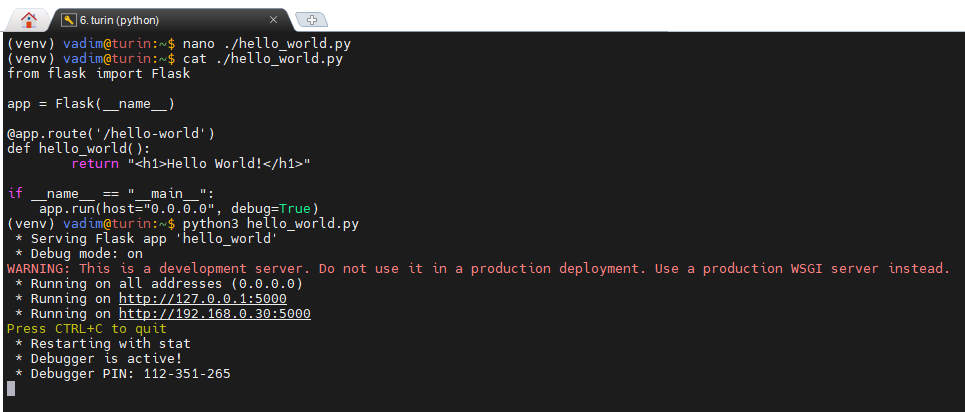 6. turin (python)
(venv) vadim@turin:~$ nano ./hello_world.py
(venv) vadim@turin:~$ cat ./hello_world.py
from flask import Flask

app = Flask(__name__)

@app.route('/hello-world')
def hello_world():
        return "<h1>Hello World!</h1>"

if __name__ == "__main__":
    app.run(host="0.0.0.0", debug=True)
(venv) vadim@turin:~$ python3 hello_world.py
 * Serving Flask app 'hello_world'
 * Debug mode: on
WARNING: This is a development server. Do not use it in a production deployment. Use a production WSGI server instead.
 * Running on all addresses (0.0.0.0)
 * Running on http://127.0.0.1:5000
 * Running on http://192.168.0.30:5000
Press CTRL+C to quit
 * Restarting with stat
 * Debugger is active!
 * Debugger PIN: 112-351-265